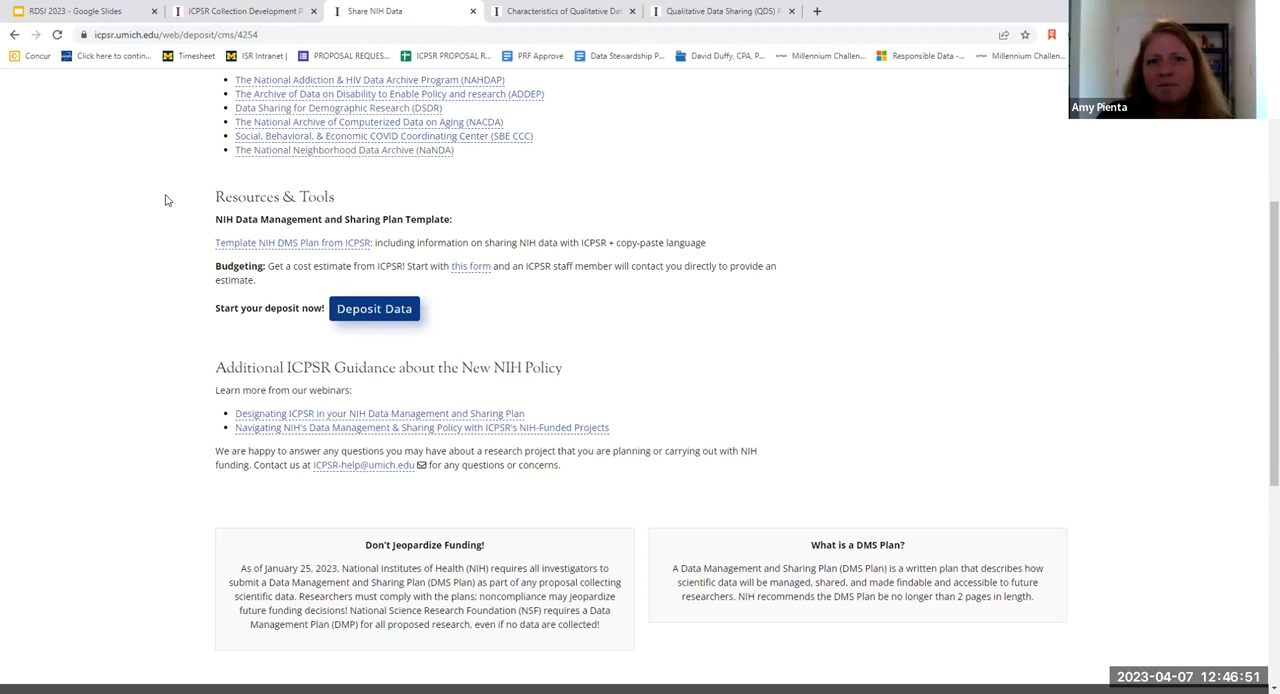 RDSI 2023 - Google Slides
ICPSR Collection Development P
Share NIH Data
Characteristics of Qualitative Dat
Qualitative Data Sharing (QDS) P
icpsr.umich.edu/web/deposit/cms/4254
Concur
Click here to contin...
Timesheet
ISR Intranet
PROPOSAL REQUES...
ICPSR PROPOSAL R...
PRF Approve
Data Stewardship P...
David Duffy, CPA, P...
Millennium Challen...
Responsible Data -...
Millennium Challen...
Amy Pienta
The National Addiction & HIV Data Archive Program (NAHDAP)
The Archive of Data on Disability to Enable Policy and research (ADDEP)
Data Sharing for Demographic Research (DSDR)
The National Archive of Computerized Data on Aging (NACDA)
Social, Behavioral, & Economic COVID Coordinating Center (SBE CCC)
The National Neighborhood Data Archive (NaNDA)
Resources & Tools
NIH Data Management and Sharing Plan Template:
Template NIH DMS Plan from ICPSR: including information on sharing NIH data with ICPSR + copy-paste language
Budgeting: Get a cost estimate from ICPSR! Start with this form and an ICPSR staff member will contact you directly to provide an
estimate.
Start your deposit now! Deposit Data
Additional ICPSR Guidance about the New NIH Policy
Learn more from our webinars:
Designating ICPSR in your NIH Data Management and Sharing Plan
Navigating NIH's Data Management & Sharing Policy with ICPSR's NIH-Funded Projects
We are happy to answer any questions you may have about a research project that you are planning or carrying out with NIH
funding. Contact us at ICPSR-help@umich.edu for any questions or concerns.
Don't Jeopardize Funding!
As of January 25, 2023, National Institutes of Health (NIH) requires all investigators to
submit a Data Management and Sharing Plan (DMS Plan) as part of any proposal collecting
scientific data. Researchers must comply with the plans; noncompliance may jeopardize
future funding decisions! National Science Research Foundation (NSF) requires a Data
Management Plan (DMP) for all proposed research, even if no data are collected!
What is a DMS Plan?
A Data Management and Sharing Plan (DMS Plan) is a written plan that describes how
scientific data will be managed, shared, and made findable and accessible to future
researchers. NIH recommends the DMS Plan be no longer than 2 pages in length.
2023-04-07 12:46:51